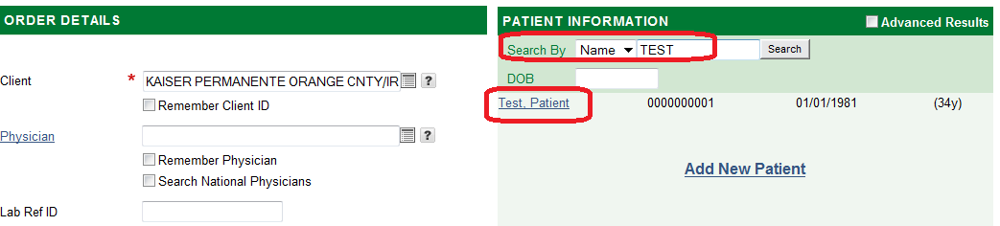 ORDER DETAILS
Client * KAISER PERMANENTE ORANGE CNTY/IR ?
Remember Client ID
Physician ?
Remember Physician
Search National Physicians
Lab Ref ID
PATIENT INFORMATION Advanced Results
Search By Name TEST Search
DOB
Test, Patient 0000000001 01/01/1981 (34y)
Add New Patient